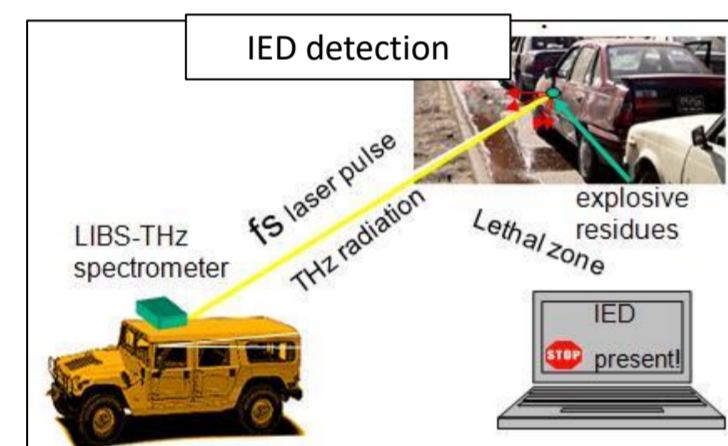 IED detection
fs laser pulse
THz radiation
explosive
residues
Lethal zone
LIBS-THz
spectrometer
IED
STOP
present!